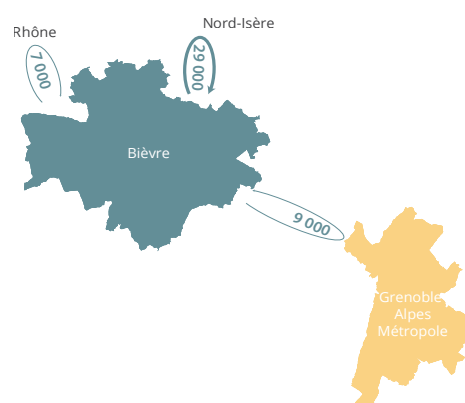 Nord-Isère
Rhône
7 000
29 000
Bièvre
9 000
Grenoble
Alpes
Métropole